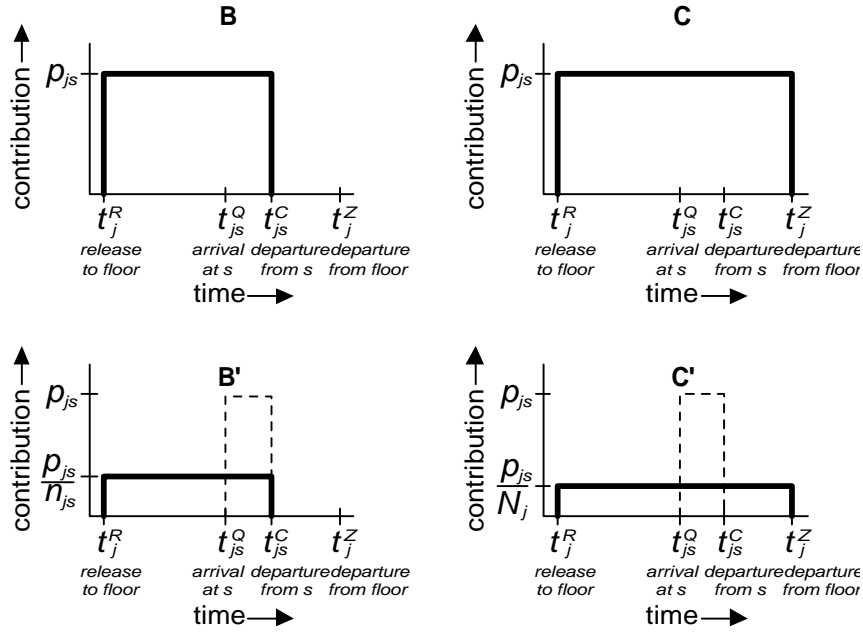 B
contribution
p_js
t_j^R t_js^Q t_js^C t_j^Z
release arrival departure departure
to floor at s from s from floor
time
C
contribution
p_js
t_j^R t_js^Q t_js^C t_j^Z
release arrival departure departure
to floor at s from s from floor
time
B'
contribution
p_js
p_js
n_js
t_j^R t_js^Q t_js^C t_j^Z
release arrival departure departure
to floor at s from s from floor
time
C'
contribution
p_js
p_js
N_j
t_j^R t_js^Q t_js^C t_j^Z
release arrival departure departure
to floor at s from s from floor
time